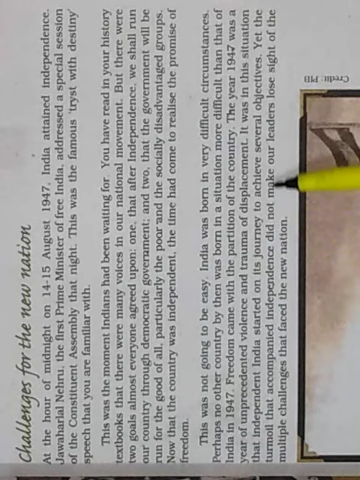 Challenges for the new nation
At the hour of midnight on 14-15 August 1947, India attained independence.
Jawaharlal Nehru, the first Prime Minister of free India, addressed a special session
of the Constituent Assembly that night. This was the famous 'tryst with destiny'
speech that you are familiar with.
This was the moment Indians had been waiting for. You have read in your history
textbooks that there were many voices in our national movement. But there were
two goals almost everyone agreed upon: one, that after Independence, we shall run
our country through democratic government; and two, that the government will be
run for the good of all, particularly the poor and the socially disadvantaged groups.
Now that the country was independent, the time had come to realise the promise of
freedom.
This was not going to be easy. India was born in very difficult circumstances.
Perhaps no other country by then was born in a situation more difficult than that of
India in 1947. Freedom came with the partition of the country. The year 1947 was a
year of unprecedented violence and trauma of displacement. It was in this situation
that independent India started on its journey to achieve several objectives. Yet the
turmoil that accompanied independence did not make our leaders lose sight of the
multiple challenges that faced the new nation.
Credit: PIB